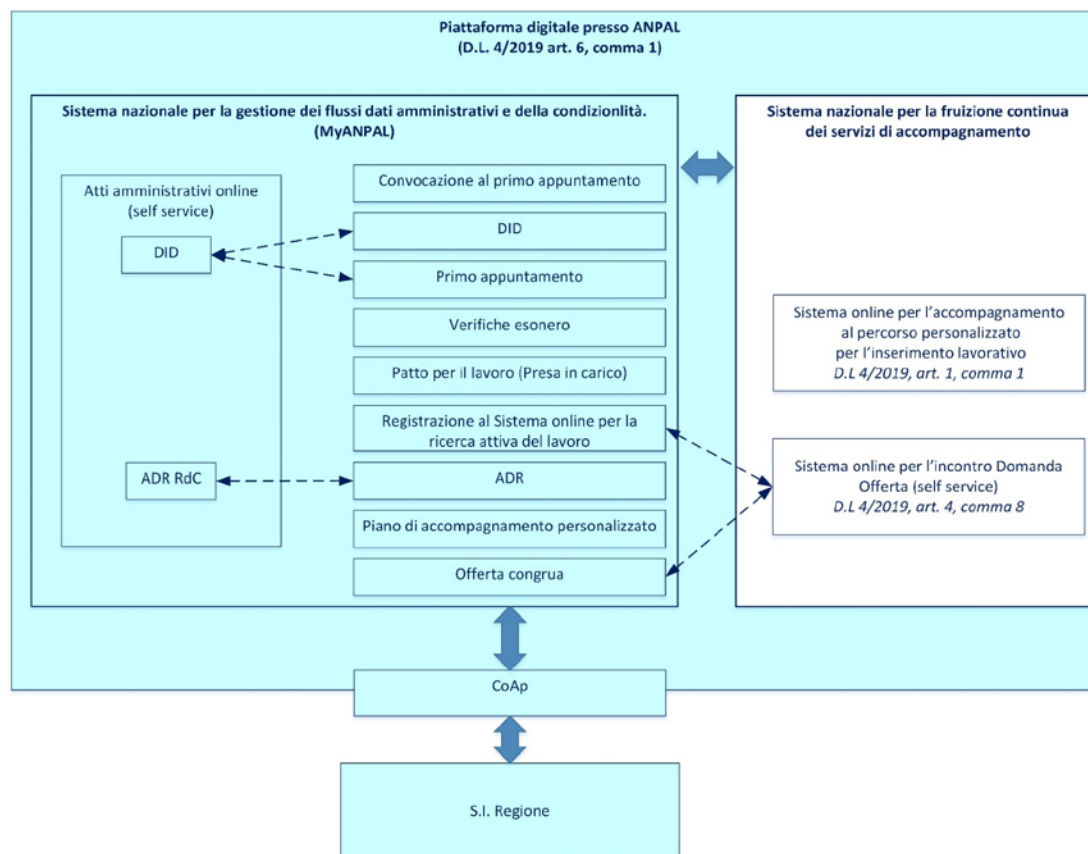 Piattaforma digitale presso ANPAL
(D.L. 4/2019 art. 6, comma 1)
Sistema nazionale per la gestione dei flussi dati amministrativi e della condizionlità.
(MyANPAL)
Atti amministrativi online
(self service)
DID
ADR RdC
Convocazione al primo appuntamento
DID
Primo appuntamento
Verifiche esonero
Patto per il lavoro (Presa in carico)
Registrazione al Sistema online per la
ricerca attiva del lavoro
ADR
Piano di accompagnamento personalizzato
Offerta congrua
Sistema nazionale per la fruizione continua
dei servizi di accompagnamento
Sistema online per l'accompagnamento
al percorso personalizzato
per l'inserimento lavorativo
D.L 4/2019, art. 1, comma 1
Sistema online per l'incontro Domanda
Offerta (self service)
D.L 4/2019, art. 4, comma 8
CoAp
S.I. Regione